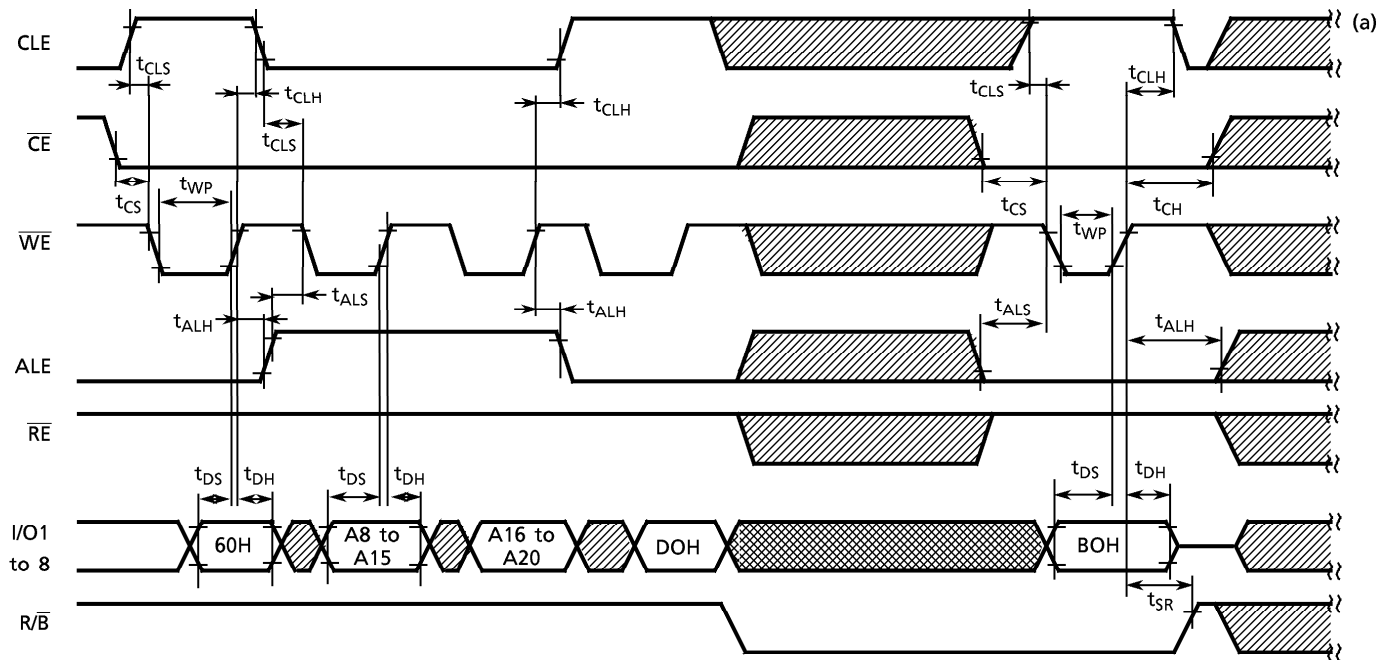 (a)
CLE
tCLS
tCLH
tCLS
tCLH
tCLS
tCLH
CE
tCS
tWP
tCS
tWP
tCH
WE
tALH
tALS
tALH
tALS
tALH
ALE
RE
tDS
tDH
tDS
tDH
tDS
tDH
I/O1
to 8
60H
A8 to
A15
A16 to
A20
DOH
BOH
tSR
R/B